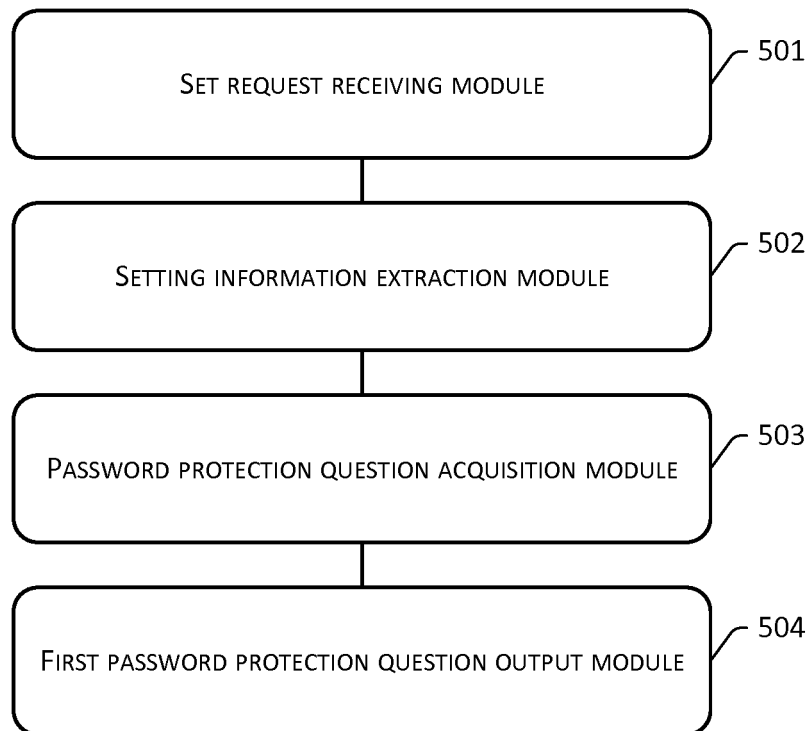 SET REQUEST RECEIVING MODULE
501
SETTING INFORMATION EXTRACTION MODULE
502
PASSWORD PROTECTION QUESTION ACQUISITION MODULE
503
FIRST PASSWORD PROTECTION QUESTION OUTPUT MODULE
504